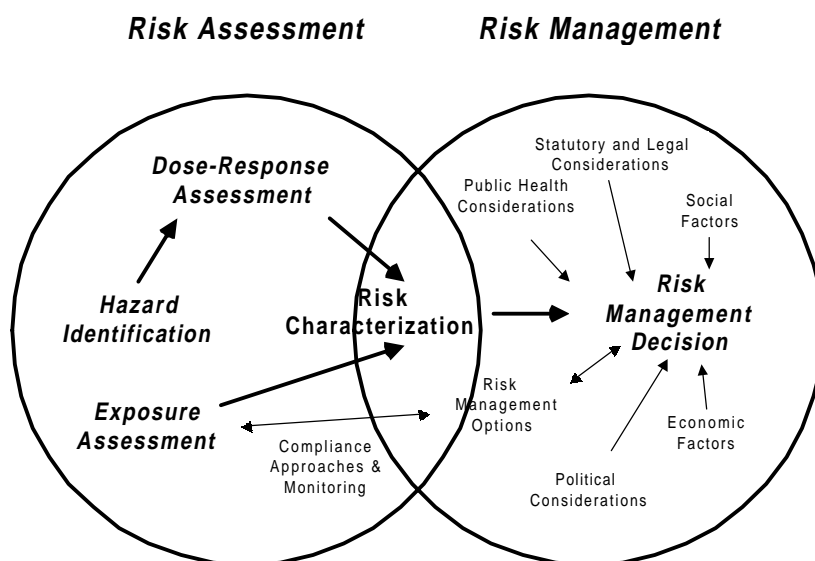 Risk Assessment
Risk Management
Dose-Response
Assessment
Hazard
Identification
Exposure
Assessment
Risk
Characterization
Compliance
Approaches &
Monitoring
Statutory and Legal
Considerations
Public Health
Considerations
Social
Factors
Risk
Management
Decision
Risk
Management
Options
Economic
Factors
Political
Considerations